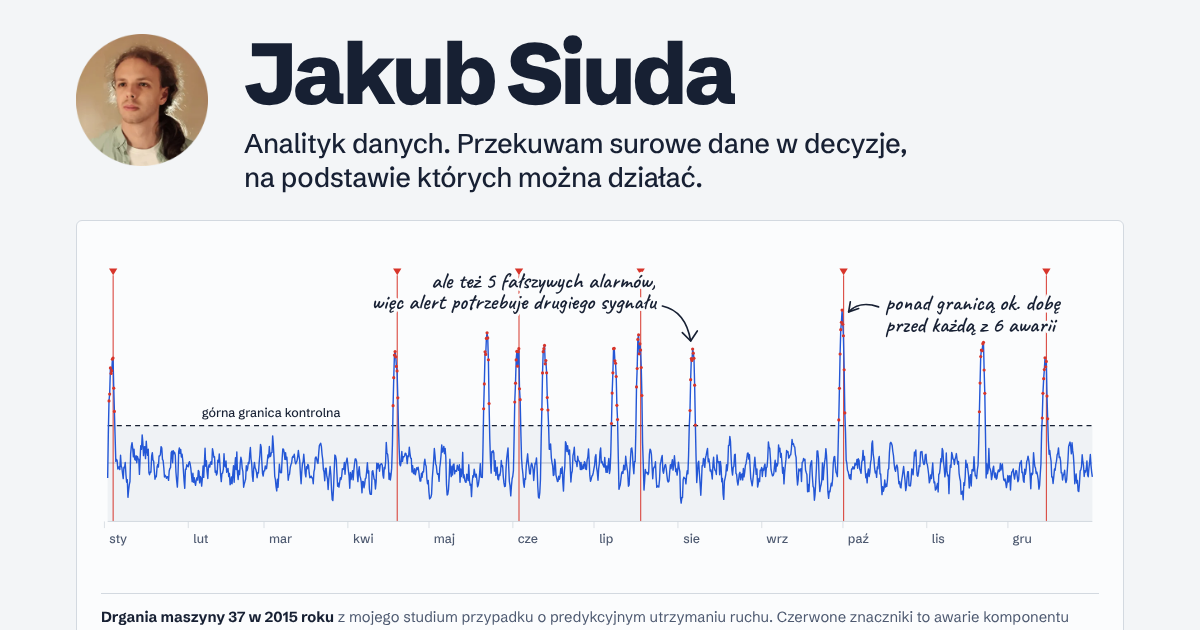 Jakub Siuda
Analityk danych. Przekuwam surowe dane w decyzje,
na podstawie których można działać.
ale też 5 fałszywych alarmów,
więc alert potrzebuje drugiego sygnału
ponad granicą ok. dobę
przed każdą z 6 awarii
górna granica kontrolna
sty lut mar kwi maj cze lip sie wrz paź lis gru
Drgania maszyny 37 w 2015 roku z mojego studium przypadku o predykcyjnym utrzymaniu ruchu. Czerwone znaczniki to awarie komponentu